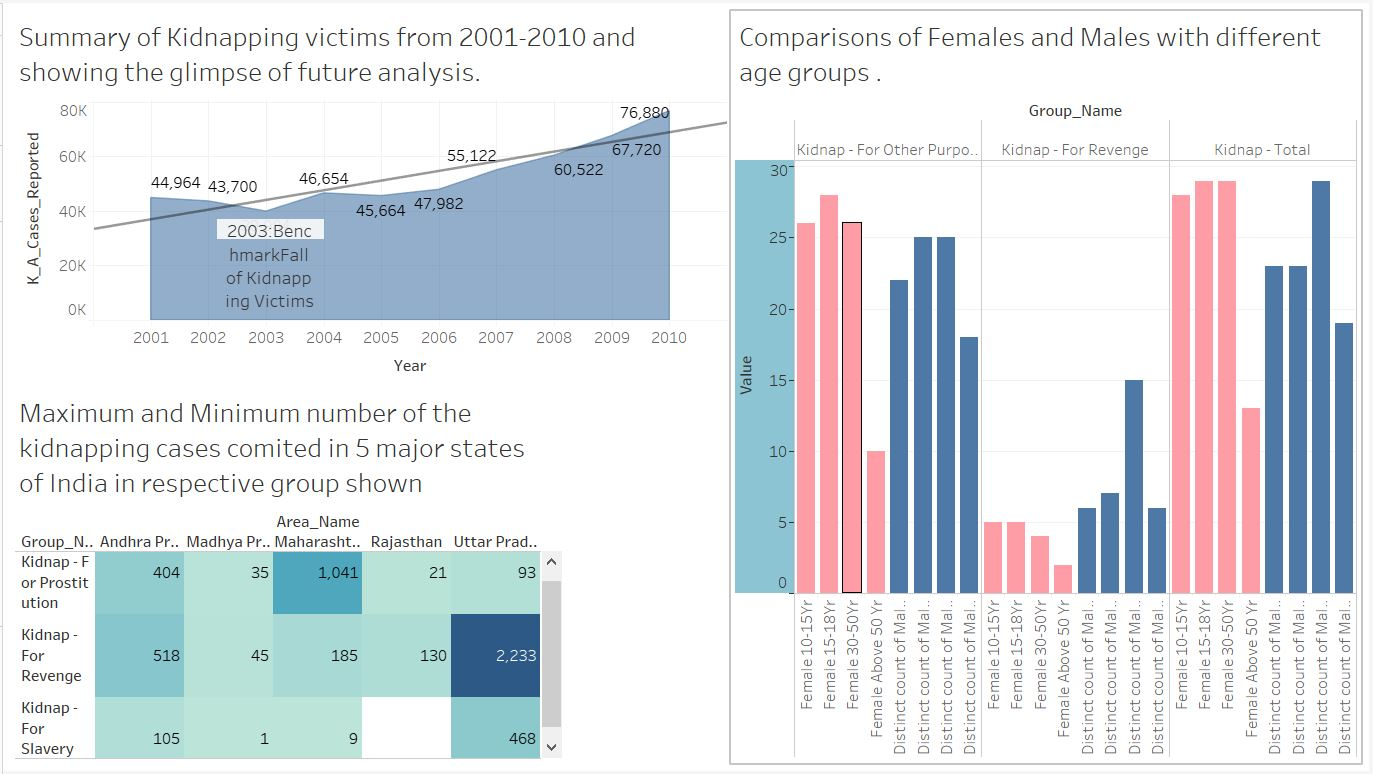 Summary of Kidnapping victims from 2001-2010 and
showing the glimpse of future analysis.
80K
60K
40K
20K
0K
K_A_Cases_Reported
44,964
43,700
46,654
45,664
47,982
55,122
60,522
67,720
76,880
2003:Benc
hmarkFall
of Kidnapp
ing Victims
2001 2002 2003 2004 2005 2006 2007 2008 2009 2010
Year
Maximum and Minimum number of the
kidnapping cases comited in 5 major states
of India in respective group shown
Area_Name
Group_N.. Andhra Pr.. Madhya Pr.. Maharasht.. Rajasthan Uttar Prad..
Kidnap - F
or Prostit
ution
404 35 1,041 21 93
Kidnap -
For
Revenge
518 45 185 130 2,233
Kidnap -
For
Slavery
105 1 9 468
Comparisons of Females and Males with different
age groups .
Group_Name
Kidnap - For Other Purpo.. Kidnap - For Revenge Kidnap - Total
30
25
20
15
10
5
0
Value
Female 10-15Yr
Female 15-18Yr
Female 30-50Yr
Female Above 50 Yr
Distinct count of Mal..
Distinct count of Mal..
Distinct count of Mal..
Distinct count of Mal..
Female 10-15Yr
Female 15-18Yr
Female 30-50Yr
Female Above 50 Yr
Distinct count of Mal..
Distinct count of Mal..
Distinct count of Mal..
Distinct count of Mal..
Female 10-15Yr
Female 15-18Yr
Female 30-50Yr
Female Above 50 Yr
Distinct count of Mal..
Distinct count of Mal..
Distinct count of Mal..
Distinct count of Mal..